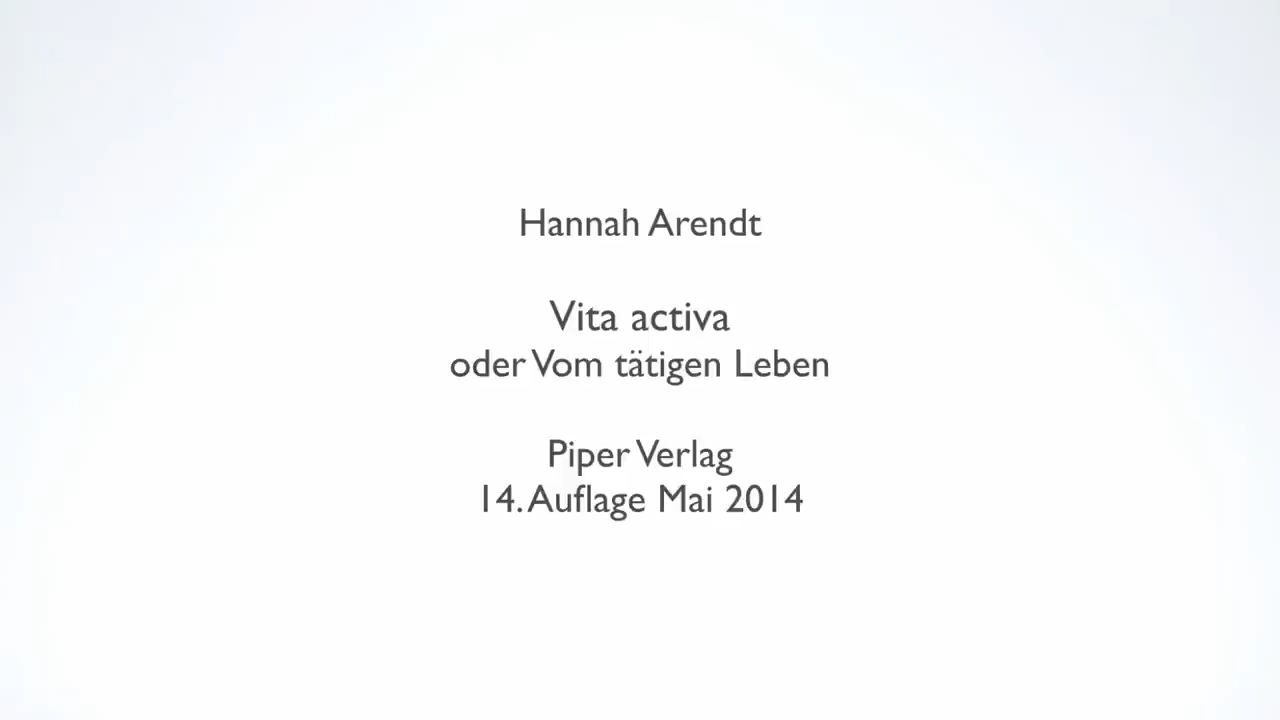 Hannah Arendt
Vita activa
oder Vom tätigen Leben
Piper Verlag
14. Auflage Mai 2014